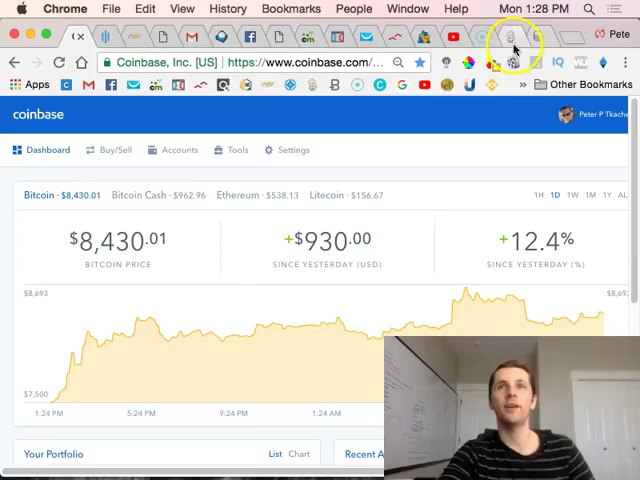 Chrome File Edit View History Bookmarks People Window Mon 1:28 PM
Pete
Coinbase, Inc. [US] https://www.coinbase.com/...
Apps Other Bookmarks
coinbase Peter P Tkache
Dashboard Buy/Sell Accounts Tools Settings
Bitcoin · $8,430.01 Bitcoin Cash · $962.96 Ethereum · $538.13 Litecoin · $156.67 1H 1D 1W 1M 1Y AL
$8,430.01 +$930.00 +12.4%
BITCOIN PRICE SINCE YESTERDAY (USD) SINCE YESTERDAY (%)
$8,693 $8,69
$7,500
1:24 PM 5:24 PM 9:24 PM 1:24 AM
Your Portfolio List Chart Recent A